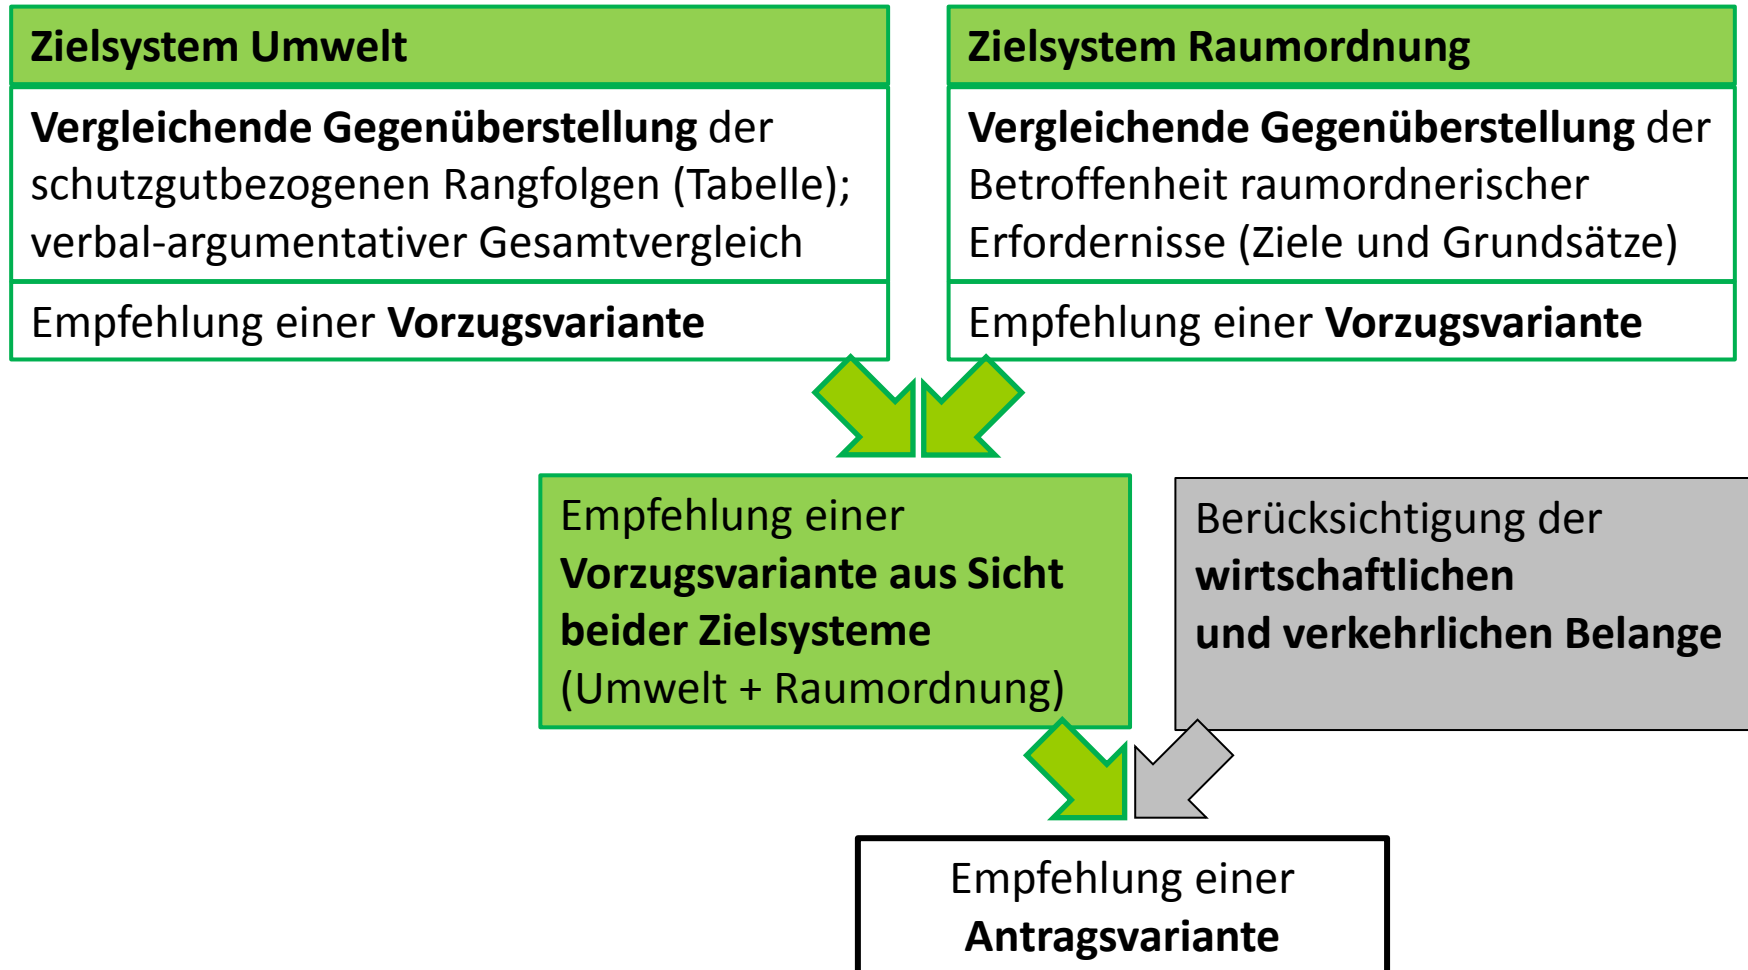 Zielsystem Umwelt
Vergleichende Gegenüberstellung der
schutzgutbezogenen Rangfolgen (Tabelle);
verbal-argumentativer Gesamtvergleich
Empfehlung einer Vorzugsvariante
Zielsystem Raumordnung
Vergleichende Gegenüberstellung der
Betroffenheit raumordnerischer
Erfordernisse (Ziele und Grundsätze)
Empfehlung einer Vorzugsvariante
Empfehlung einer
Vorzugsvariante aus Sicht
beider Zielsysteme
(Umwelt + Raumordnung)
Berücksichtigung der
wirtschaftlichen
und verkehrlichen Belange
Empfehlung einer
Antragsvariante